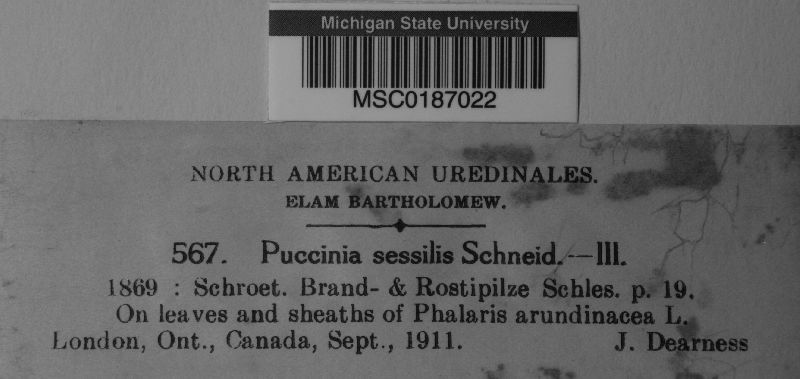 Michigan State University
MSC0187022
NORTH AMERICAN UREDINALES.
ELAM BARTHOLOMEW.
567. Puccinia sessilis Schneid.—III.
1869 : Schroet. Brand- & Rostipilze Schles. p. 19.
On leaves and sheaths of Phalaris arundinacea L.
London, Ont., Canada, Sept., 1911. J. Dearness